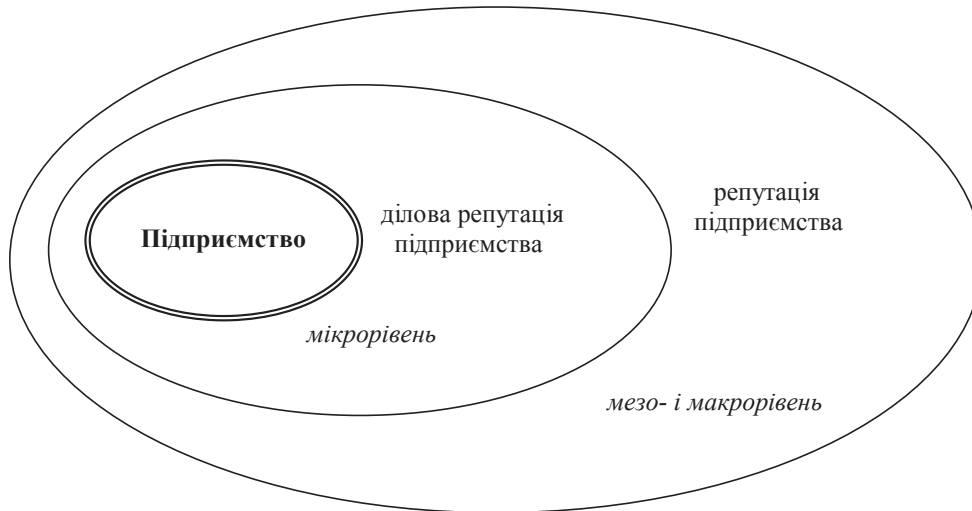 Підприємство
ділова репутація
підприємства
мікрорівень
репутація
підприємства
мезо- і макрорівень